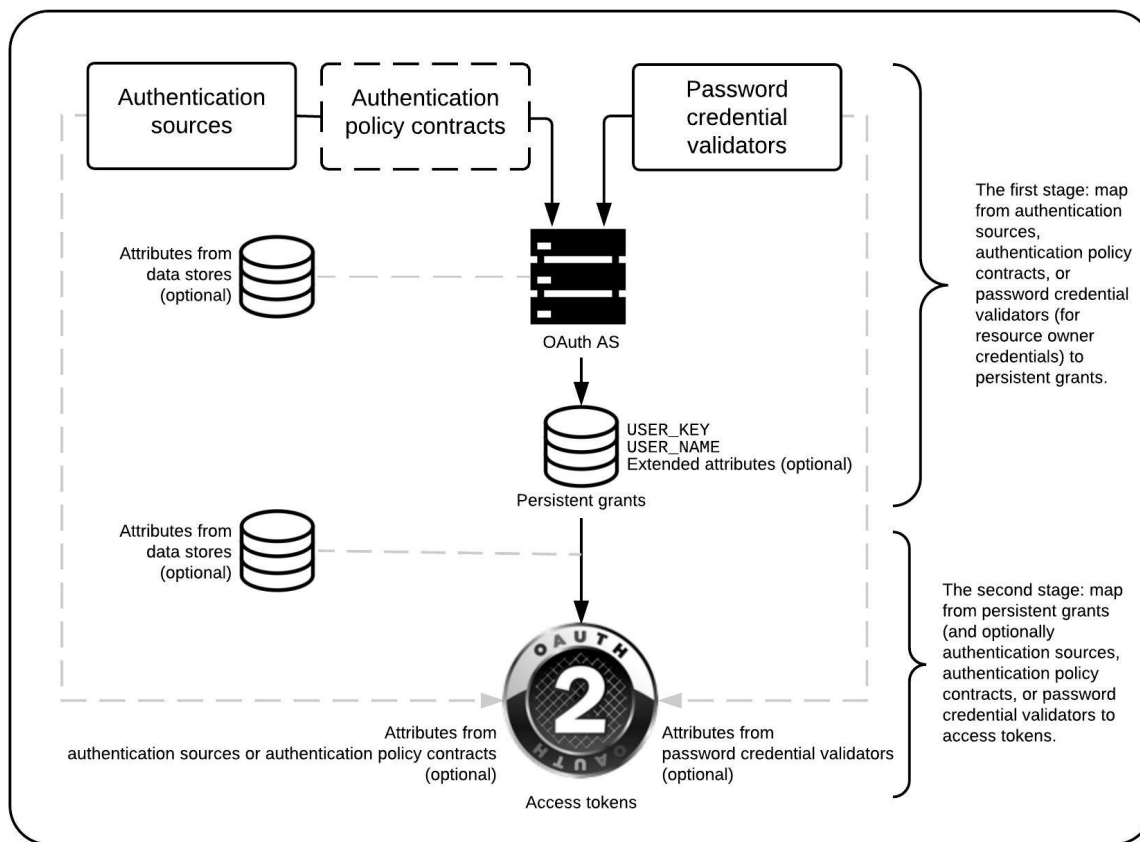 Authentication
sources
Authentication
policy contracts
Password
credential
validators
The first stage: map
from authentication
sources,
authentication policy
contracts, or
password credential
validators (for
resource owner
credentials) to
persistent grants.
Attributes from
data stores
(optional)
OAuth AS
USER_KEY
USER_NAME
Extended attributes (optional)
Persistent grants
Attributes from
data stores
(optional)
The second stage: map
from persistent grants
(and optionally
authentication sources,
authentication policy
contracts, or password
credential validators to
access tokens.
OAUTH
2
OAUTH
Attributes from
authentication sources or authentication policy contracts
(optional)
Attributes from
password credential validators
(optional)
Access tokens